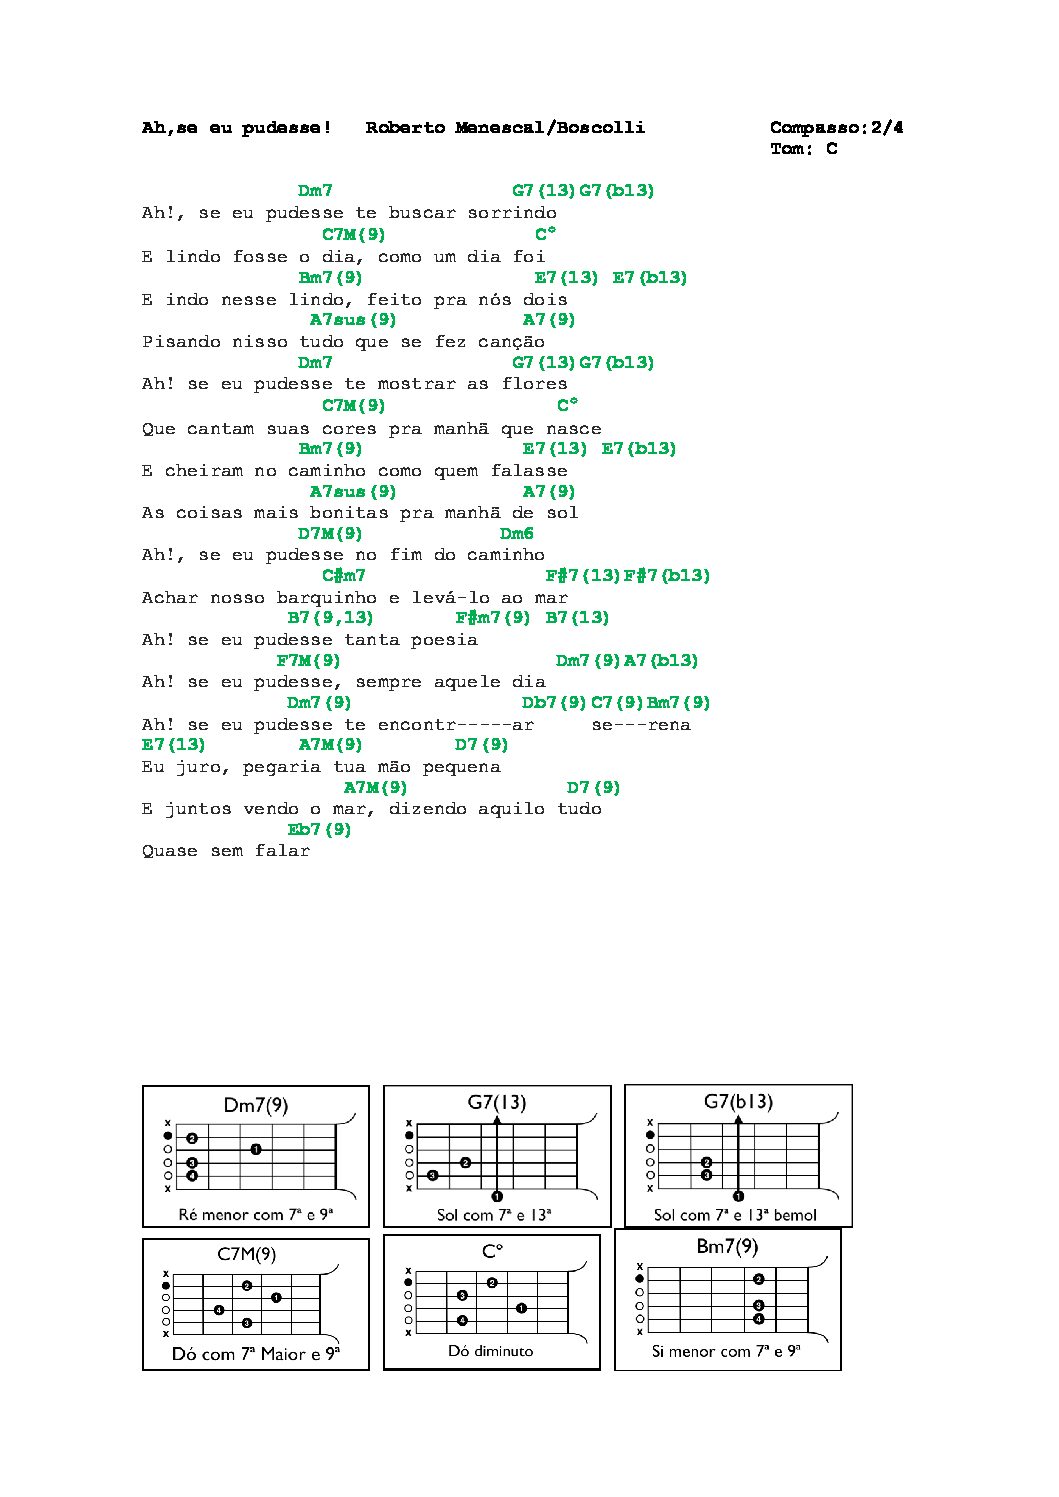 Ah,se eu pudesse! Roberto Menescal/Boscolli Compasso:2/4
Tom: C
Dm7 G7(13)G7(b13)
Ah!, se eu pudesse te buscar sorrindo
C7M(9) C°
E lindo fosse o dia, como um dia foi
Bm7(9) E7(13) E7(b13)
E indo nesse lindo, feito pra nós dois
A7sus(9) A7(9)
Pisando nisso tudo que se fez canção
Dm7 G7(13)G7(b13)
Ah! se eu pudesse te mostrar as flores
C7M(9) C°
Que cantam suas cores pra manhã que nasce
Bm7(9) E7(13) E7(b13)
E cheiram no caminho como quem falasse
A7sus(9) A7(9)
As coisas mais bonitas pra manhã de sol
D7M(9) Dm6
Ah!, se eu pudesse no fim do caminho
C#m7 F#7(13)F#7(b13)
Achar nosso barquinho e levá-lo ao mar
B7(9,13) F#m7(9) B7(13)
Ah! se eu pudesse tanta poesia
F7M(9) Dm7(9)A7(b13)
Ah! se eu pudesse, sempre aquele dia
Dm7(9) Db7(9)C7(9)Bm7(9)
Ah! se eu pudesse te encontr-----ar se---rena
E7(13) A7M(9) D7(9)
Eu juro, pegaria tua mão pequena
A7M(9) D7(9)
E juntos vendo o mar, dizendo aquilo tudo
Eb7(9)
Quase sem falar
Dm7(9) G7(13) G7(b13)
x x x
2 1 3 4 2 3 1 2 3 1
x x x
Ré menor com 7ª e 9ª Sol com 7ª e 13ª Sol com 7ª e 13ª bemol
C7M(9) C° Bm7(9)
x x x
2 1 4 3 2 3 1 4 2 3 4
x x x
Dó com 7ª Maior e 9ª Dó diminuto Si menor com 7ª e 9ª